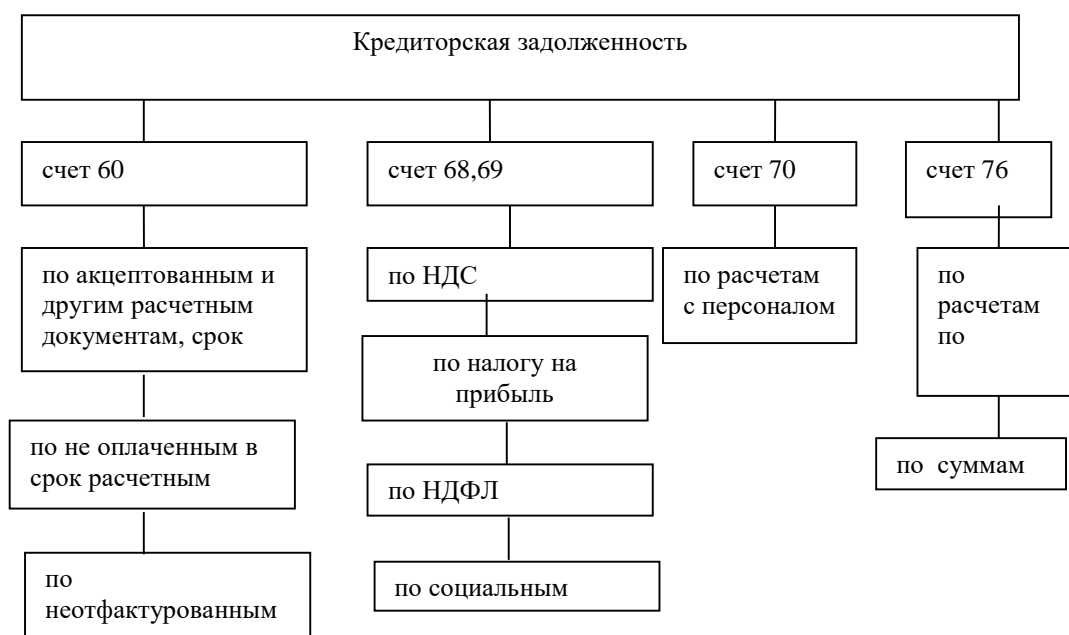 Кредиторская задолженность
счет 60
счет 68,69
счет 70
счет 76
по акцептованным и
другим расчетным
документам, срок
по НДС
по расчетам
с персоналом
по
расчетам
по
по налогу на
прибыль
по не оплаченным в
срок расчетным
по суммам
по НДФЛ
по
неотфактурованным
по социальным